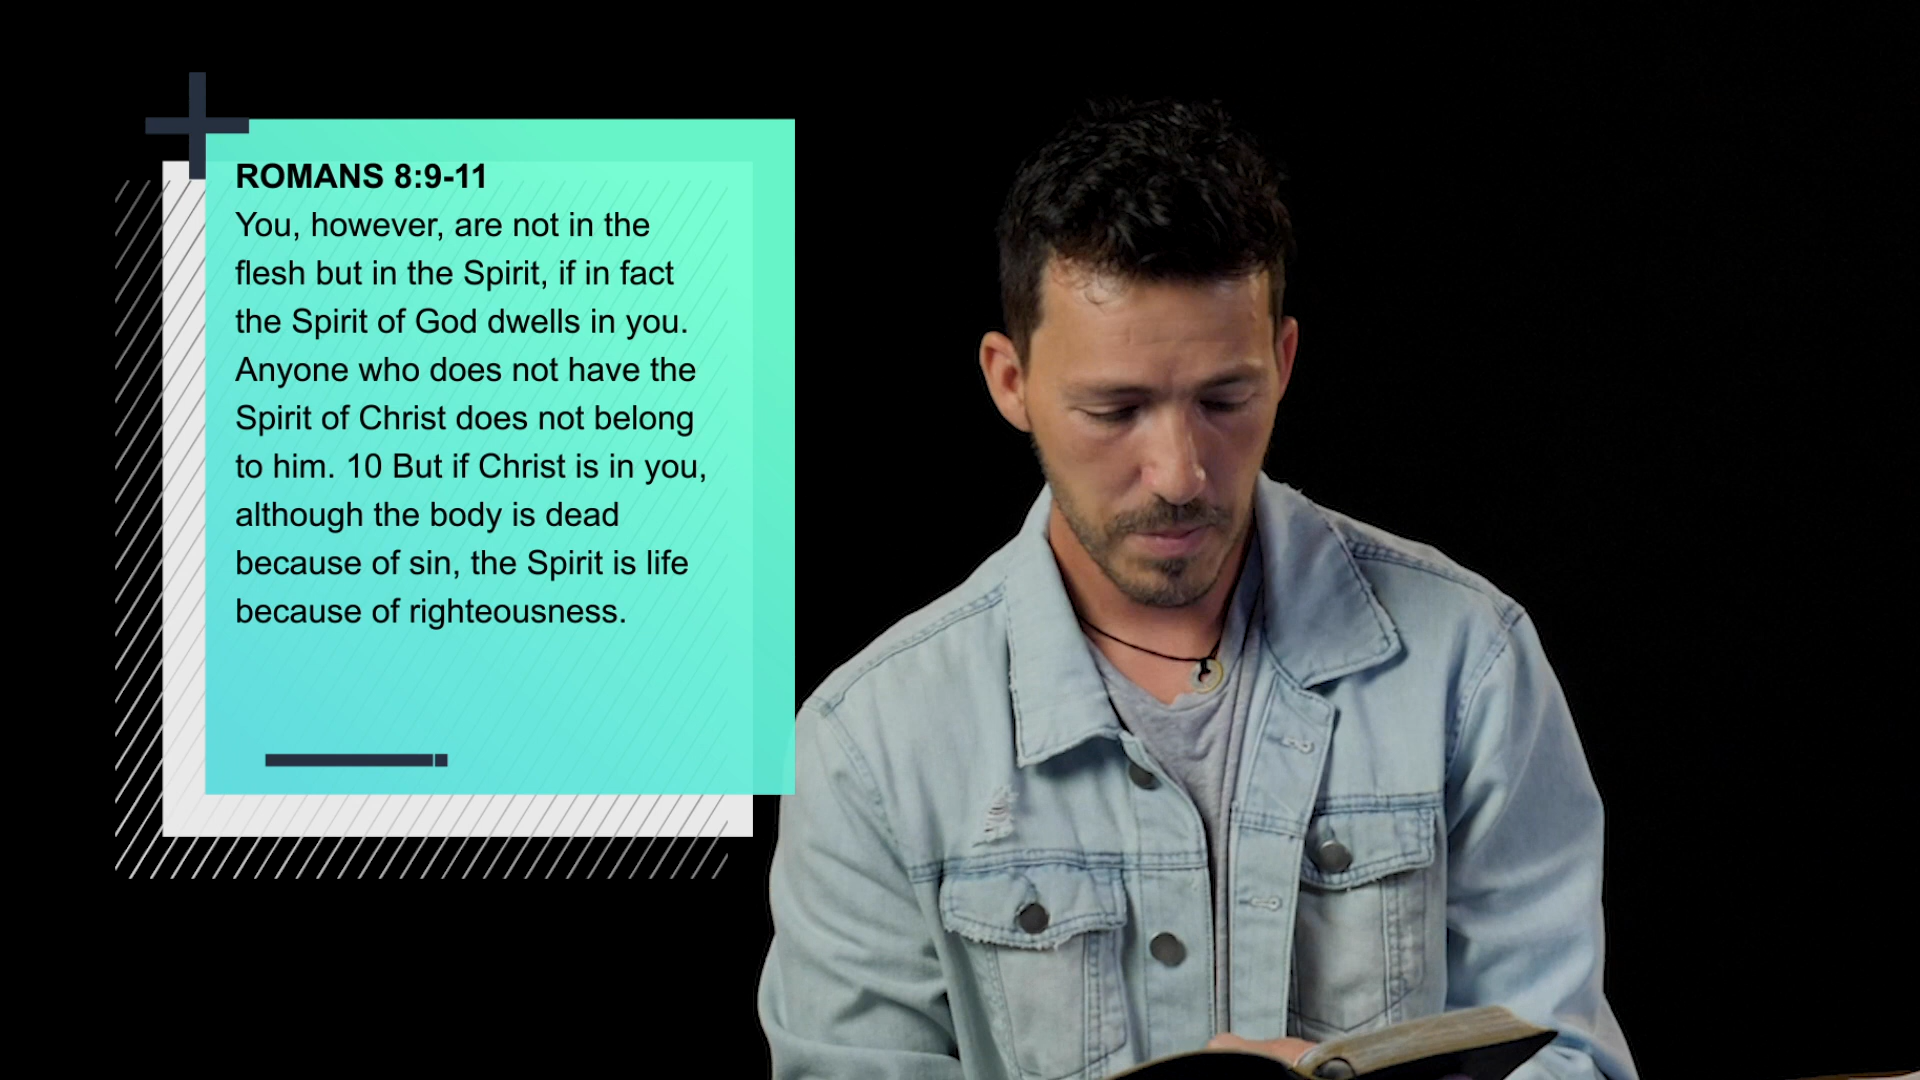 ROMANS 8:9-11
You, however, are not in the
flesh but in the Spirit, if in fact
the Spirit of God dwells in you.
Anyone who does not have the
Spirit of Christ does not belong
to him. 10 But if Christ is in you,
although the body is dead
because of sin, the Spirit is life
because of righteousness.